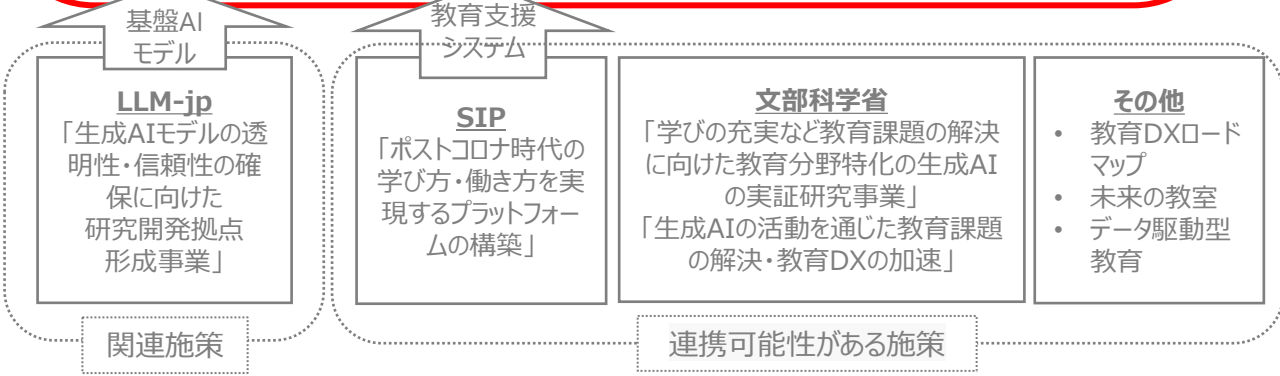 基盤AI
モデル
教育支援
システム
LLM-jp
「生成AIモデルの透
明性・信頼性の確
保に向けた
研究開発拠点
形成事業」
SIP
「ポストコロナ時代の
学び方・働き方を実
現するプラットフォー
ムの構築」
文部科学省
「学びの充実など教育課題の解決
に向けた教育分野特化の生成AI
の実証研究事業」
「生成AIの活動を通じた教育課題
の解決・教育DXの加速」
その他
• 教育DXロード
マップ
• 未来の教室
• データ駆動型
教育
関連施策
連携可能性がある施策